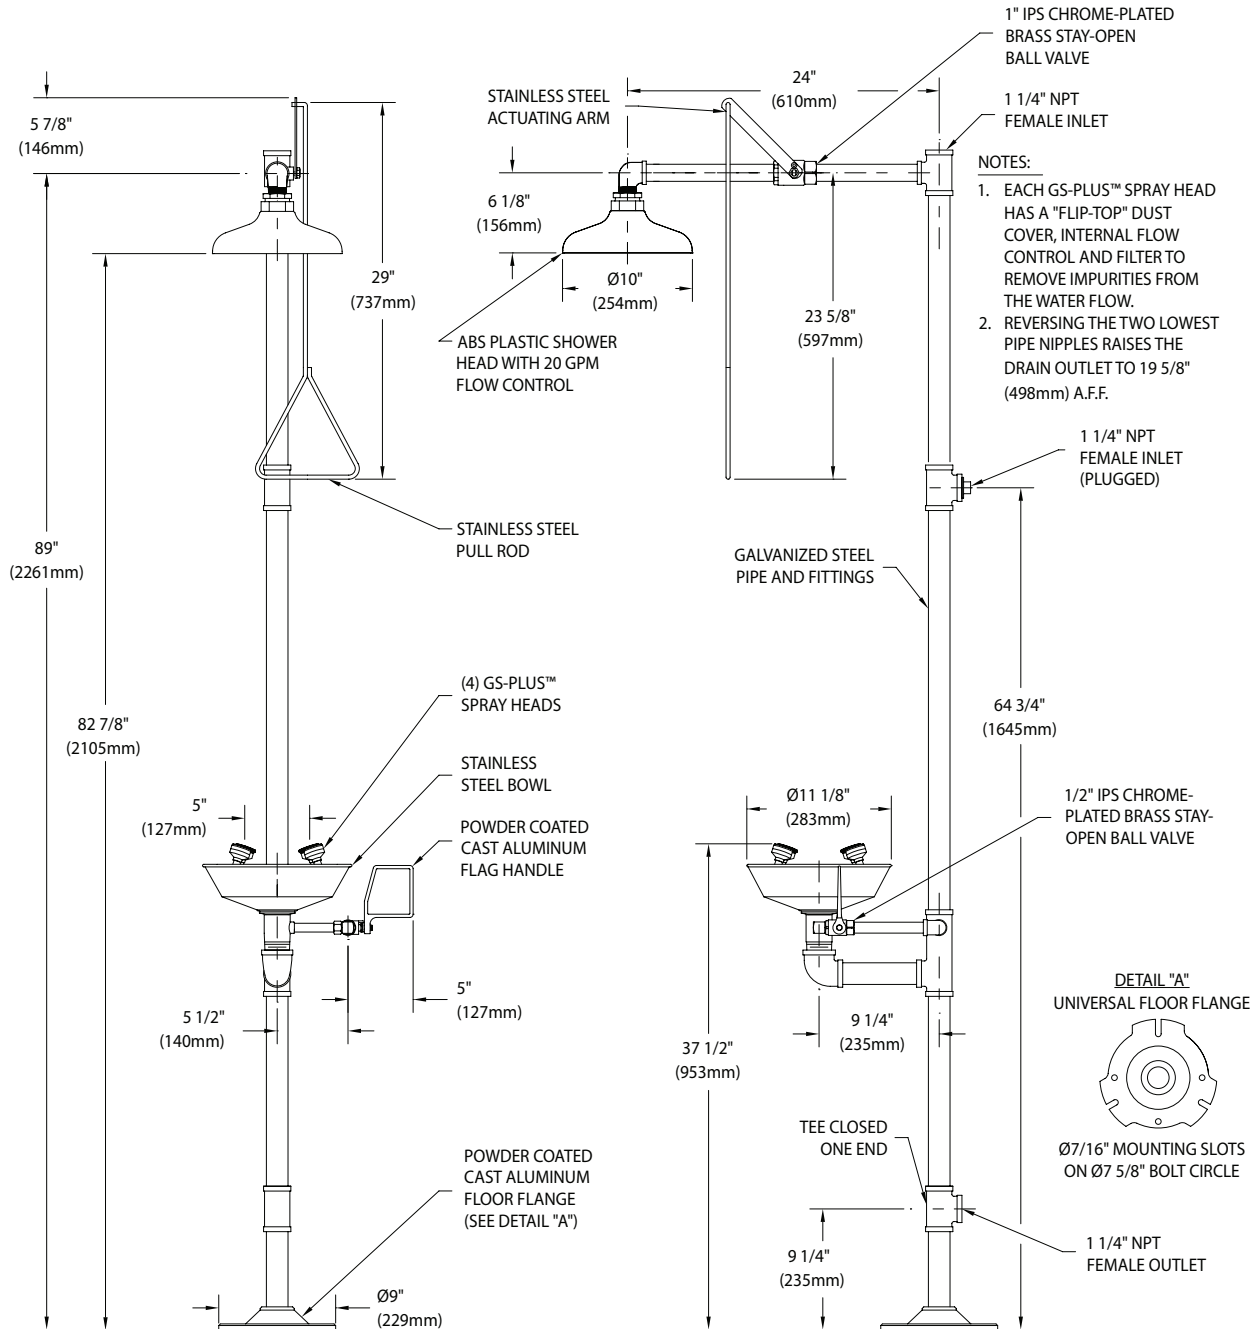 1" IPS CHROME-PLATED
BRASS STAY-OPEN
BALL VALVE
24"
(610mm)
STAINLESS STEEL
ACTUATING ARM
1 1/4" NPT
FEMALE INLET
5 7/8"
(146mm)
NOTES:
1. EACH GS-PLUS™ SPRAY HEAD
HAS A "FLIP-TOP" DUST
COVER, INTERNAL FLOW
CONTROL AND FILTER TO
REMOVE IMPURITIES FROM
THE WATER FLOW.
2. REVERSING THE TWO LOWEST
PIPE NIPPLES RAISES THE
DRAIN OUTLET TO 19 5/8"
(498mm) A.F.F.
6 1/8"
(156mm)
29"
(737mm)
Ø10"
(254mm)
23 5/8"
(597mm)
ABS PLASTIC SHOWER
HEAD WITH 20 GPM
FLOW CONTROL
1 1/4" NPT
FEMALE INLET
(PLUGGED)
STAINLESS STEEL
PULL ROD
89"
(2261mm)
GALVANIZED STEEL
PIPE AND FITTINGS
(4) GS-PLUS™
SPRAY HEADS
64 3/4"
(1645mm)
82 7/8"
(2105mm)
STAINLESS
STEEL BOWL
5"
(127mm)
Ø11 1/8"
(283mm)
1/2" IPS CHROME-
PLATED BRASS STAY-
OPEN BALL VALVE
POWDER COATED
CAST ALUMINUM
FLAG HANDLE
5"
(127mm)
5 1/2"
(140mm)
9 1/4"
(235mm)
37 1/2"
(953mm)
DETAIL "A"
UNIVERSAL FLOOR FLANGE
TEE CLOSED
ONE END
Ø7/16" MOUNTING SLOTS
ON Ø7 5/8" BOLT CIRCLE
POWDER COATED
CAST ALUMINUM
FLOOR FLANGE
(SEE DETAIL "A")
9 1/4"
(235mm)
1 1/4" NPT
FEMALE OUTLET
Ø9"
(229mm)